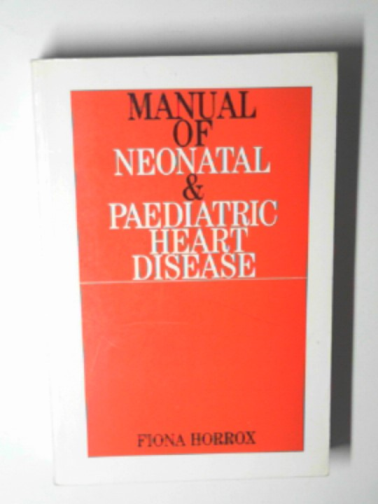 MANUAL
OF
NEONATAL
&
PAEDIATRIC
HEART
DISEASE
FIONA HORROX